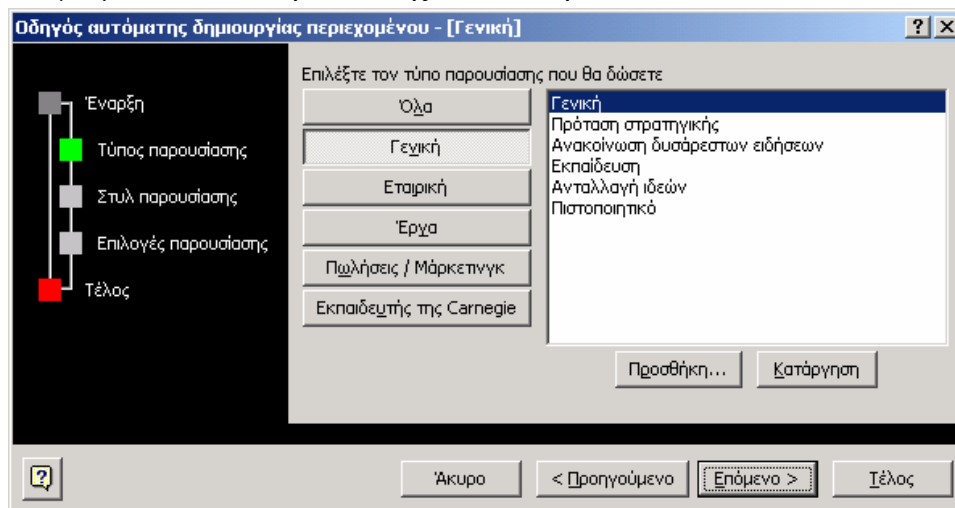 Οδηγός αυτόματης δημιουργίας περιεχομένου - [Γενική]
Επιλέξτε τον τύπο παρουσίασης που θα δώσετε
Έναρξη
Τύπος παρουσίασης
Στυλ παρουσίασης
Επιλογές παρουσίασης
Τέλος
Όλα
Γενική
Εταιρική
Έργα
Πωλήσεις / Μάρκετινγκ
Εκπαιδευτής της Carnegie
Γενική
Πρόταση στρατηγικής
Ανακοίνωση δυσάρεστων ειδήσεων
Εκπαίδευση
Ανταλλαγή ιδεών
Πιστοποιητικό
Προσθήκη... Κατάργηση
Άκυρο < Προηγούμενο Επόμενο > Τέλος